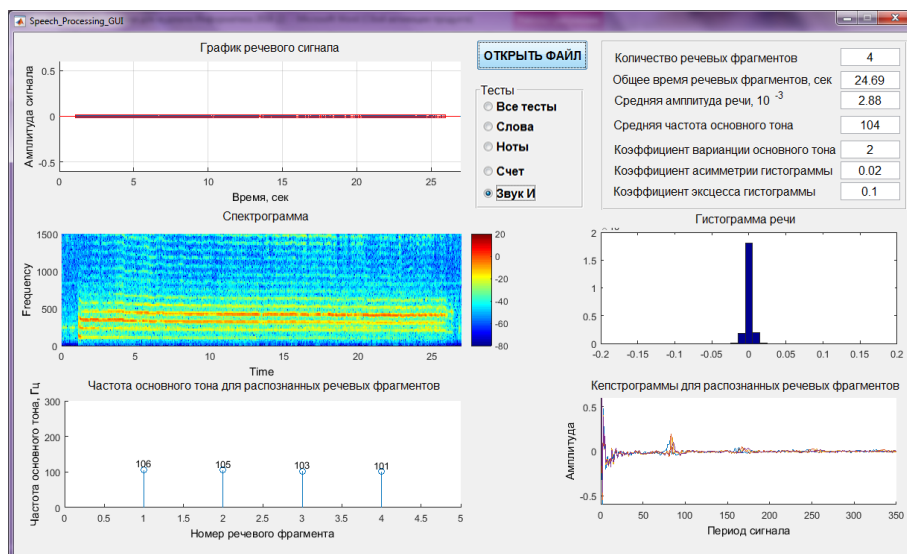 Speech_Processing_GUI
График речевого сигнала
Амплитуда сигнала
0.5
0
-0.5
0 5 10 15 20 25
Время, сек
ОТКРЫТЬ ФАЙЛ
Тесты
Все тесты
Слова
Ноты
Счет
Звук И
Количество речевых фрагментов 4
Общее время речевых фрагментов, сек 24.69
Средняя амплитуда речи, 10 -3 2.88
Средняя частота основного тона 104
Коэффициент вариации основного тона 2
Коэффициент асимметрии гистограммы 0.02
Коэффициент эксцесса гистограммы 0.1
Спектрограмма
Frequency
1500
1000
500
0
0 5 10 15 20 25
Time
20
0
-20
-40
-60
-80
Гистограмма речи
2
1.5
1
0.5
0
-0.2 -0.15 -0.1 -0.05 0 0.05 0.1 0.15 0.2
Частота основного тона для распознанных речевых фрагментов
Частота основного тона, Гц
300
200
100
0
106 105 103 101
0 0.5 1 1.5 2 2.5 3 3.5 4 4.5 5
Номер речевого фрагмента
Кепстрограммы для распознанных речевых фрагментов
Амплитуда
0.5
0
-0.5
0 50 100 150 200 250 300 350
Период сигнала